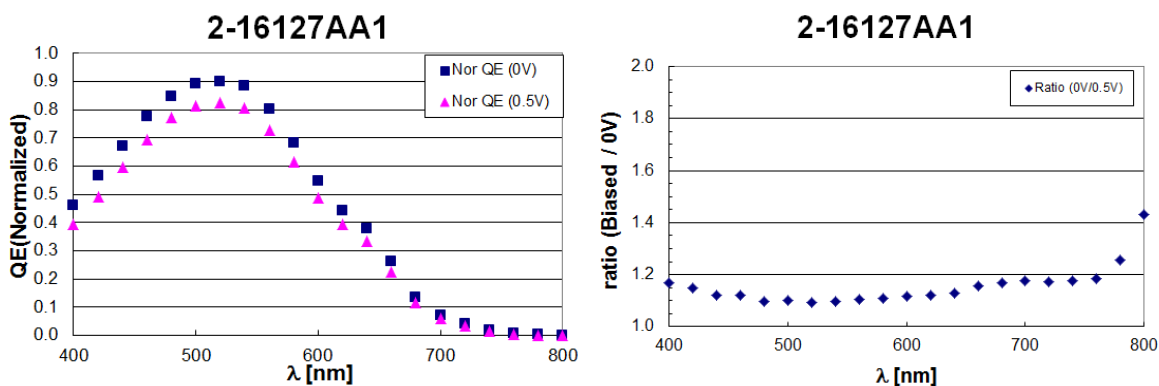 2-16127AA1
QE(Normalized)
1.0
0.9
0.8
0.7
0.6
0.5
0.4
0.3
0.2
0.1
0.0
Nor QE (0V)
Nor QE (0.5V)
400 500 600 700 800
λ [nm]
2-16127AA1
ratio (Biased / 0V)
2.0
1.8
1.6
1.4
1.2
1.0
Ratio (0V/0.5V)
400 500 600 700 800
λ [nm]